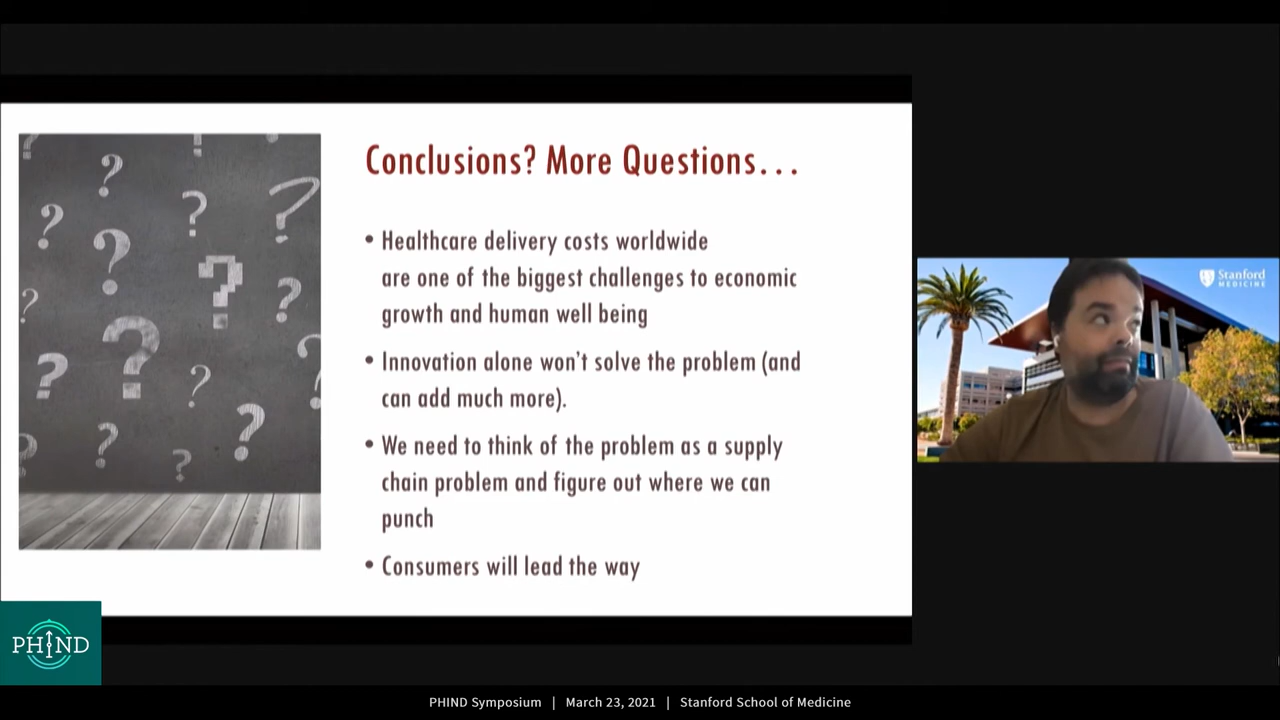 Conclusions? More Questions...
• Healthcare delivery costs worldwide
are one of the biggest challenges to economic
growth and human well being
• Innovation alone won't solve the problem (and
can add much more).
• We need to think of the problem as a supply
chain problem and figure out where we can
punch
• Consumers will lead the way
Stanford
MEDICINE
PHIND
PHIND Symposium | March 23, 2021 | Stanford School of Medicine